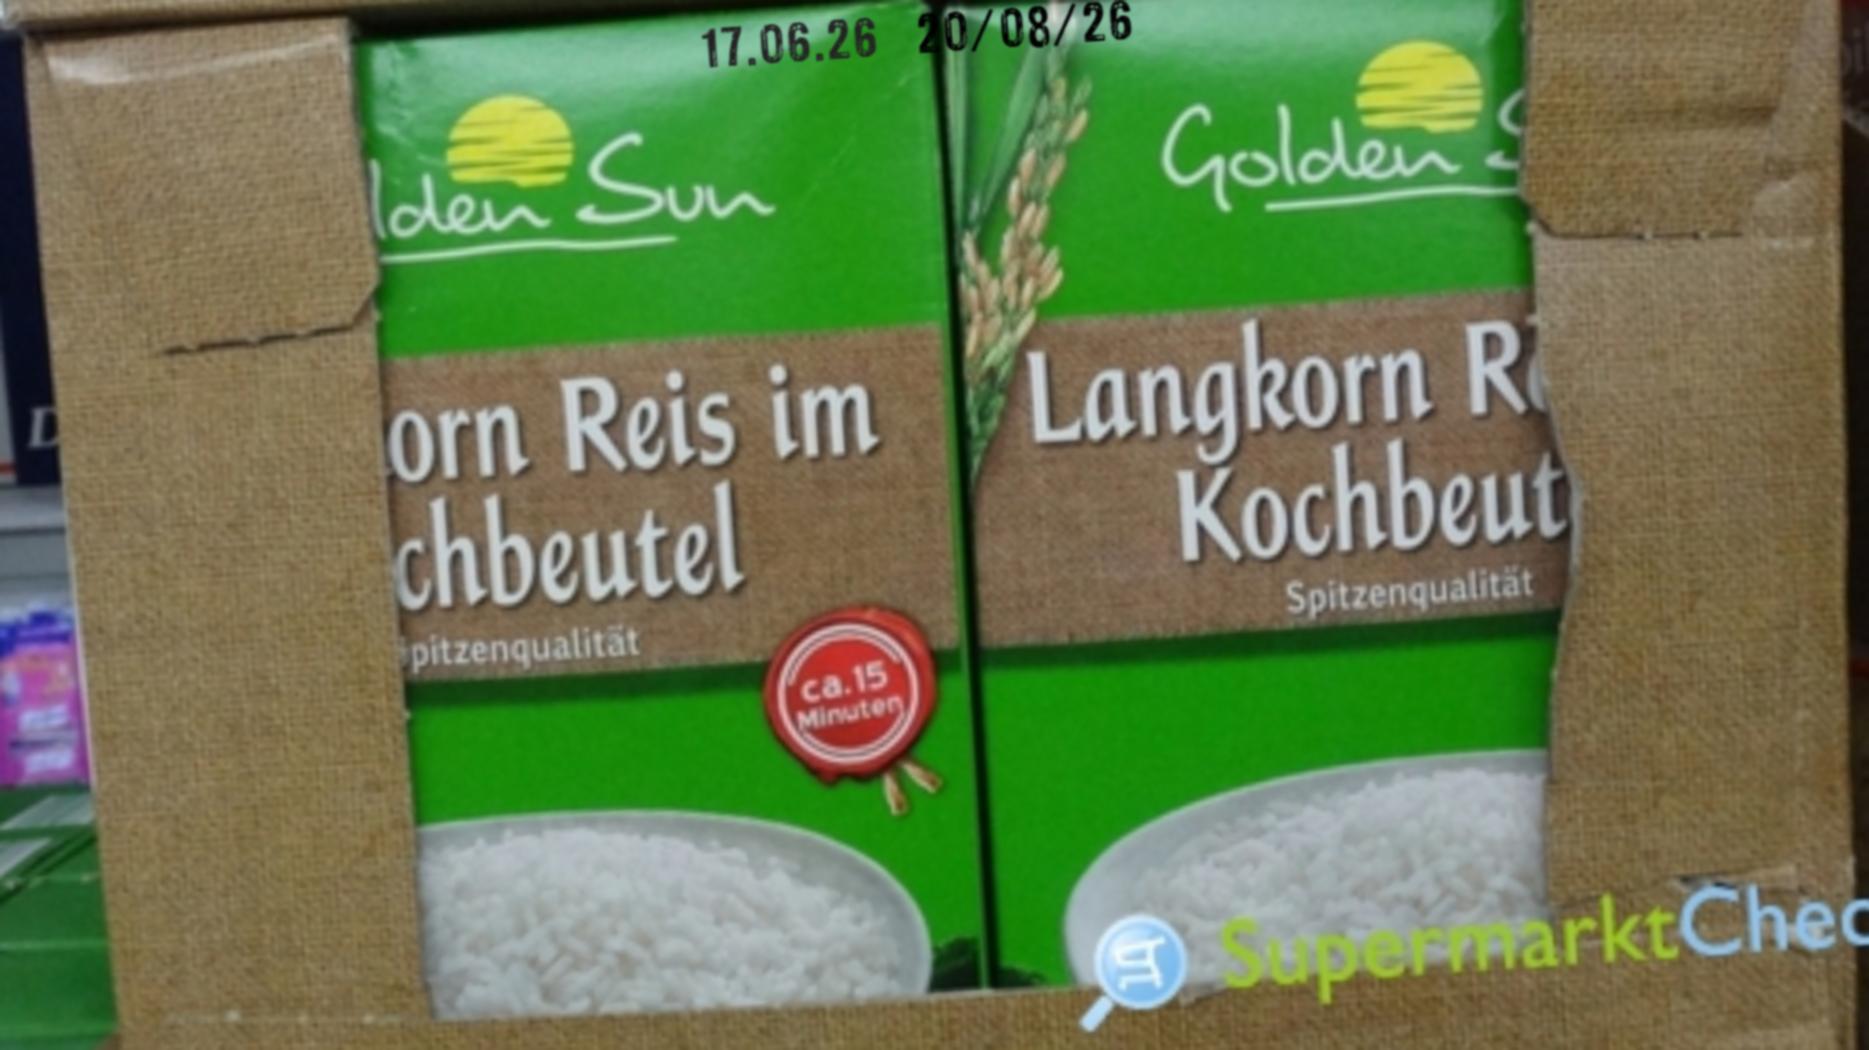 17.06.26 20/08/26
lden Sun
orn Reis im
chbeutel
pitzenqualität
ca.15
Minuten
Golden S
Langkorn Re
Kochbeut
Spitzenqualität
SupermarktChec
D